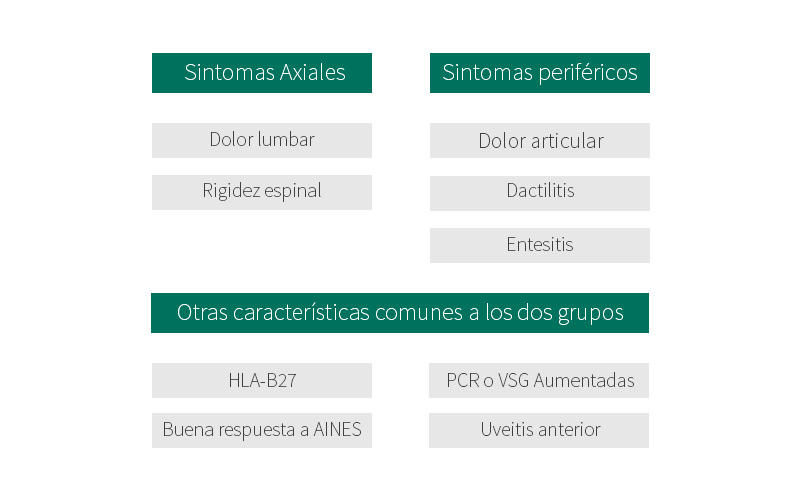 Sintomas Axiales
Sintomas periféricos
Dolor lumbar
Dolor articular
Rigidez espinal
Dactilitis
Entesitis
Otras características comunes a los dos grupos
HLA-B27
PCR o VSG Aumentadas
Buena respuesta a AINES
Uveitis anterior